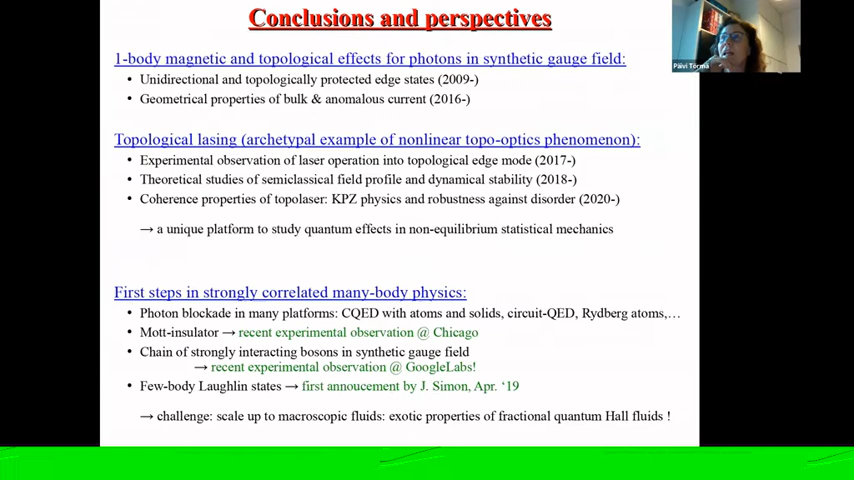 Conclusions and perspectives
Päivi Törmä
1-body magnetic and topological effects for photons in synthetic gauge field:
• Unidirectional and topologically protected edge states (2009-)
• Geometrical properties of bulk & anomalous current (2016-)
Topological lasing (archetypal example of nonlinear topo-optics phenomenon):
• Experimental observation of laser operation into topological edge mode (2017-)
• Theoretical studies of semiclassical field profile and dynamical stability (2018-)
• Coherence properties of topolaser: KPZ physics and robustness against disorder (2020-)
→ a unique platform to study quantum effects in non-equilibrium statistical mechanics
First steps in strongly correlated many-body physics:
• Photon blockade in many platforms: CQED with atoms and solids, circuit-QED, Rydberg atoms,…
• Mott-insulator → recent experimental observation @ Chicago
• Chain of strongly interacting bosons in synthetic gauge field
→ recent experimental observation @ GoogleLabs!
• Few-body Laughlin states → first annoucement by J. Simon, Apr. ‘19
→ challenge: scale up to macroscopic fluids: exotic properties of fractional quantum Hall fluids !